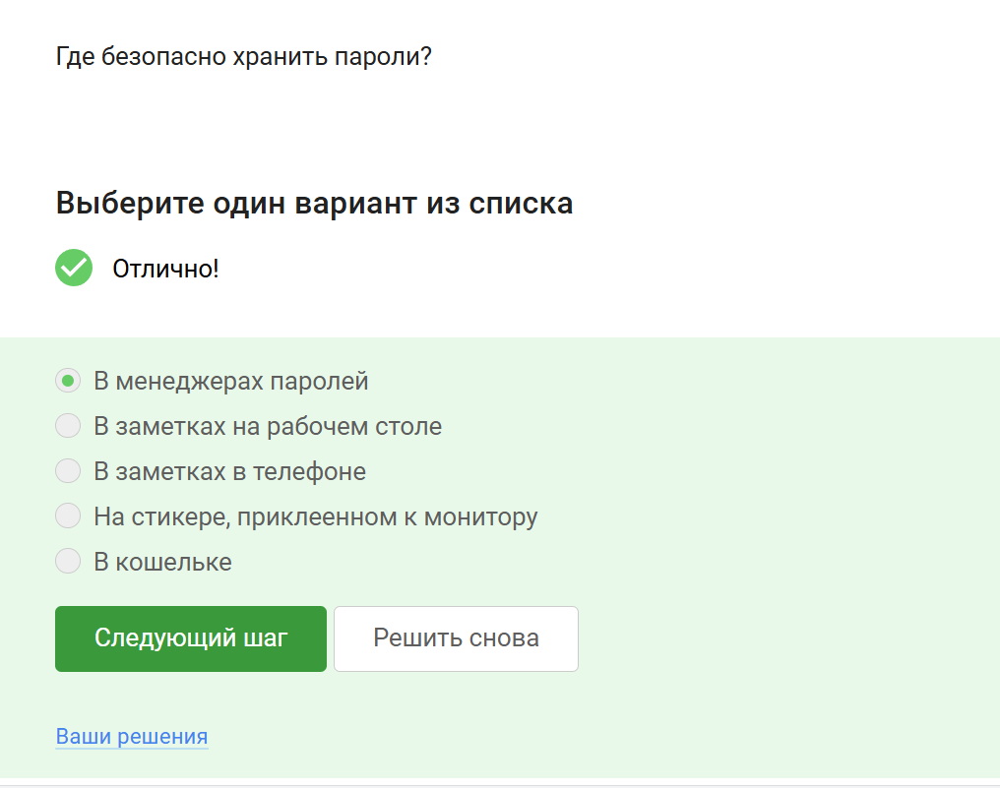 Где безопасно хранить пароли?
Выберите один вариант из списка
Отлично!
В менеджерах паролей
В заметках на рабочем столе
В заметках в телефоне
На стикере, приклеенном к монитору
В кошельке
Следующий шаг
Решить снова
Ваши решения